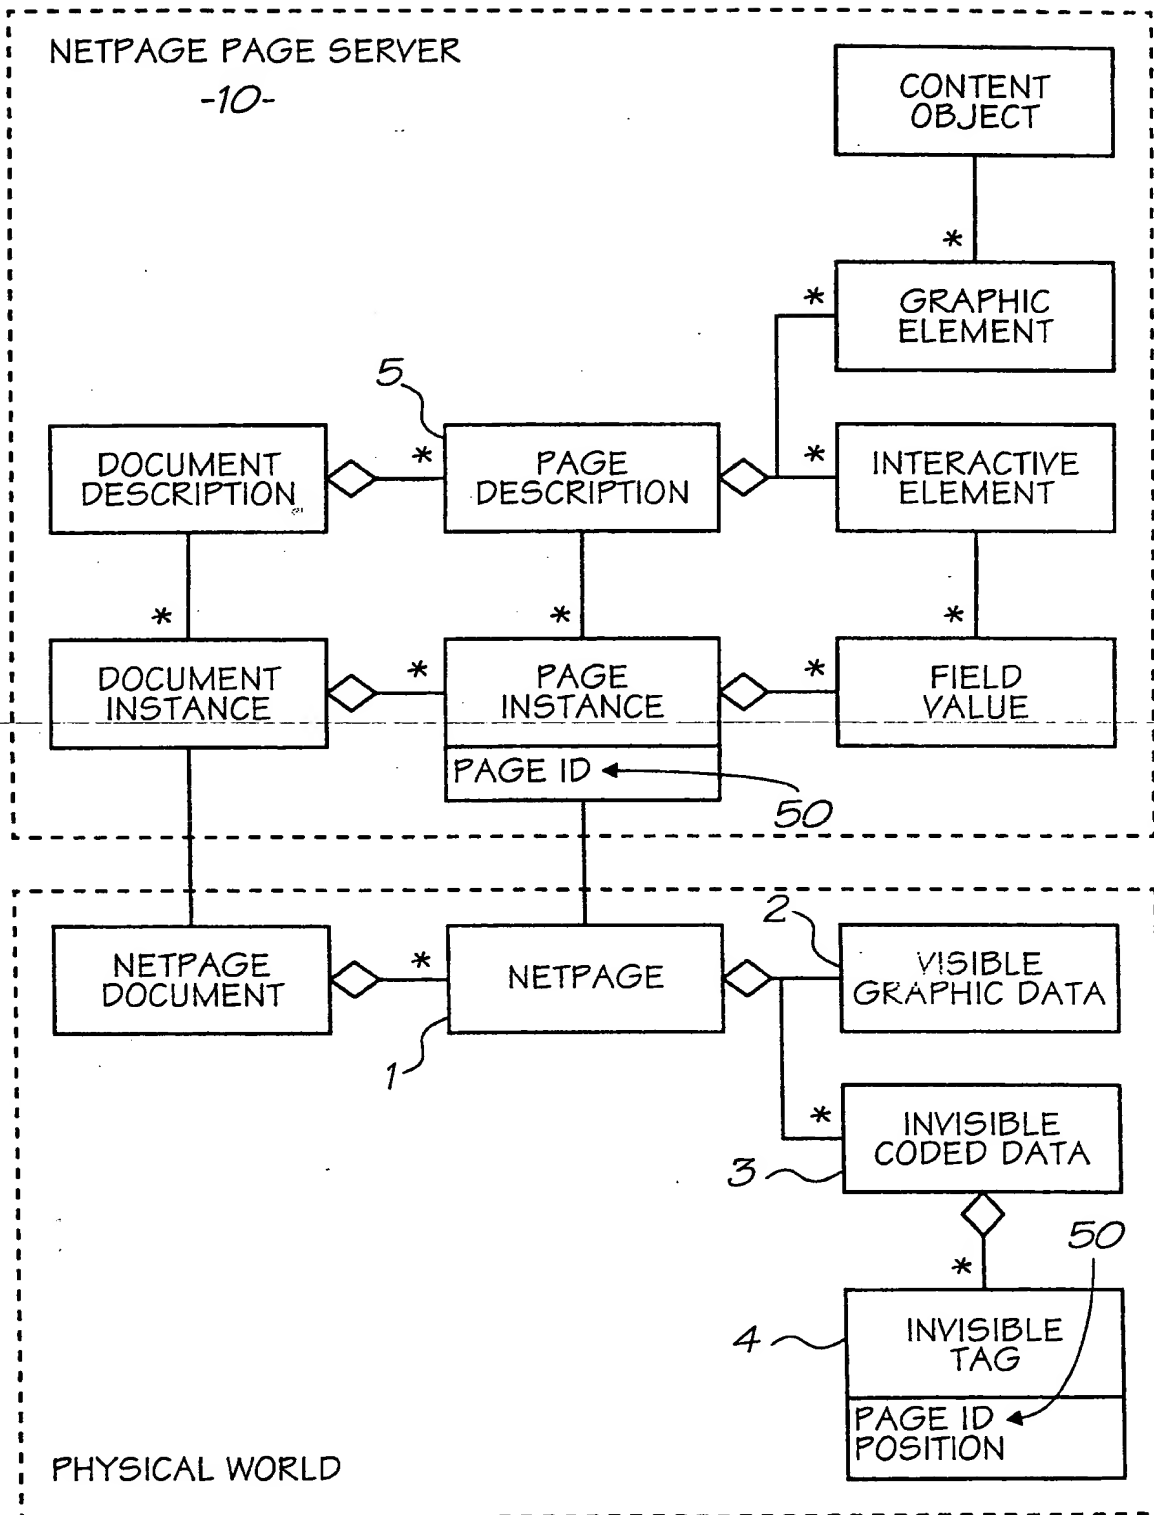 NETPAGE PAGE SERVER
-10-
CONTENT
OBJECT
*
*
GRAPHIC
ELEMENT
5
DOCUMENT
DESCRIPTION
*
PAGE
DESCRIPTION
*
INTERACTIVE
ELEMENT
*
*
*
DOCUMENT
INSTANCE
*
PAGE
INSTANCE
*
FIELD
VALUE
PAGE ID
50
2
NETPAGE
DOCUMENT
*
NETPAGE
VISIBLE
GRAPHIC DATA
1
*
INVISIBLE
CODED DATA
3
50
*
4
INVISIBLE
TAG
PAGE ID
POSITION
PHYSICAL WORLD